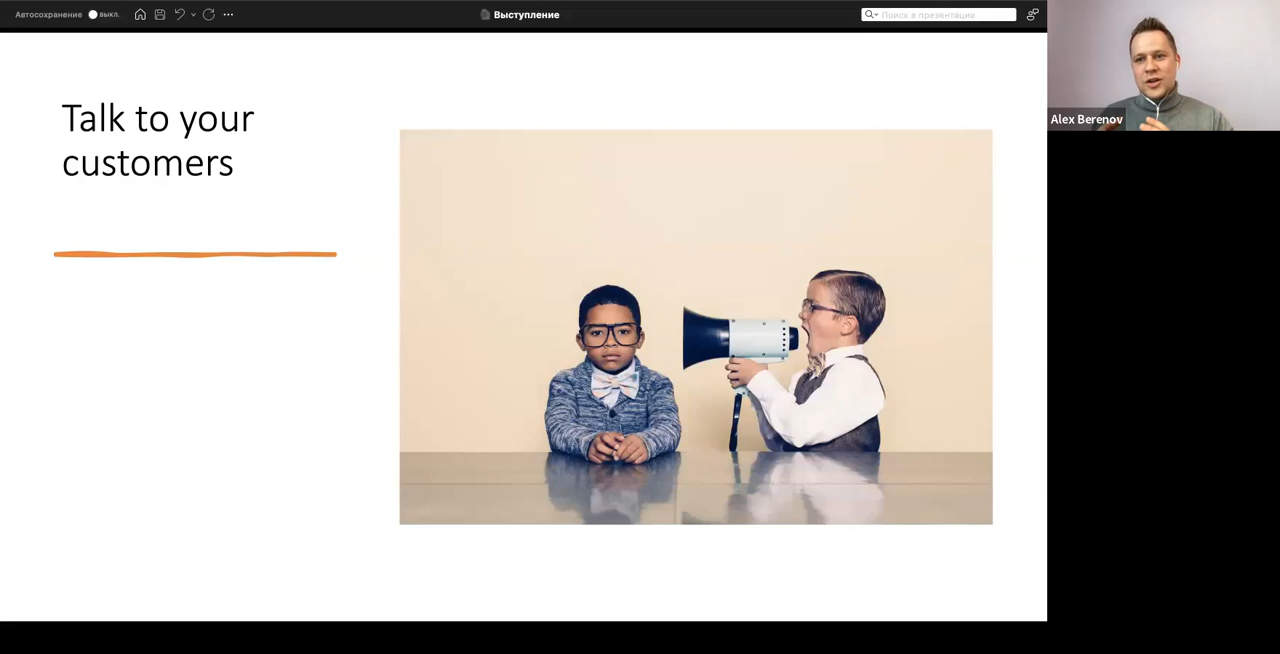 Автосохранение выкл.
Выступление
Поиск в презентации
Talk to your
customers
Alex Berenov